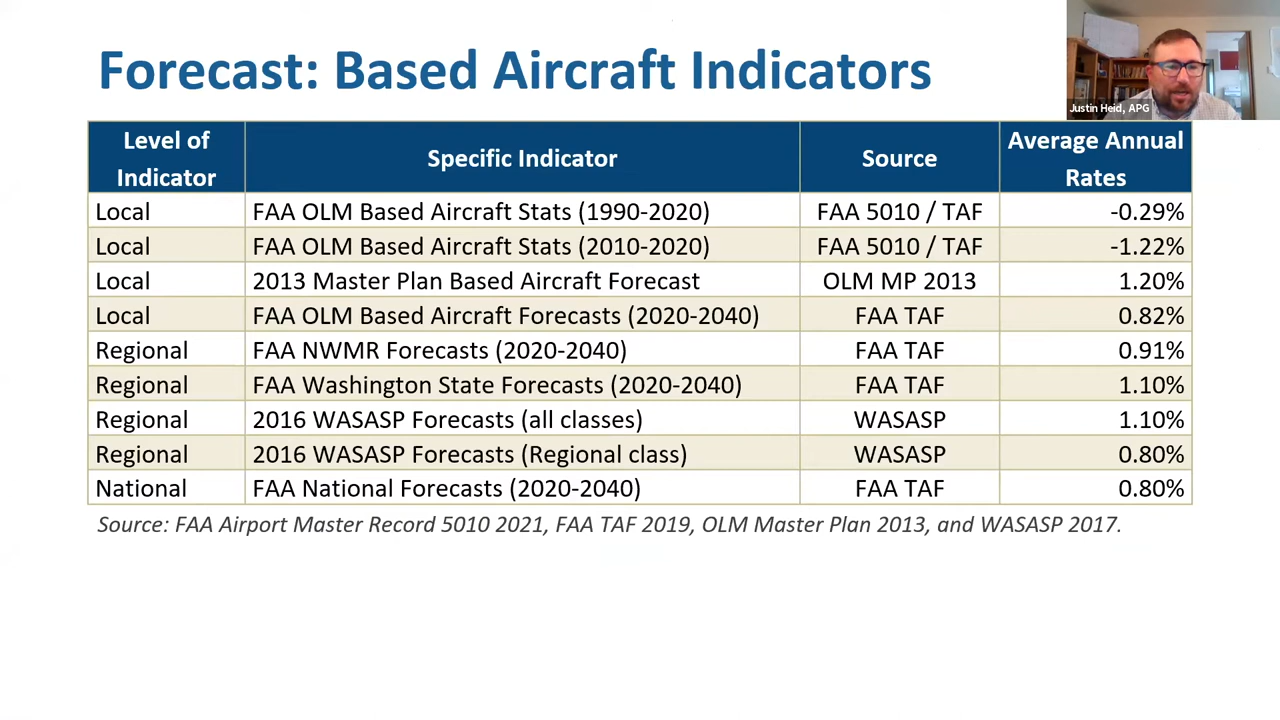 Forecast: Based Aircraft Indicators
Justin Heid, APG
Level of Indicator Specific Indicator Source Average Annual Rates
Local FAA OLM Based Aircraft Stats (1990-2020) FAA 5010 / TAF -0.29%
Local FAA OLM Based Aircraft Stats (2010-2020) FAA 5010 / TAF -1.22%
Local 2013 Master Plan Based Aircraft Forecast OLM MP 2013 1.20%
Local FAA OLM Based Aircraft Forecasts (2020-2040) FAA TAF 0.82%
Regional FAA NWMR Forecasts (2020-2040) FAA TAF 0.91%
Regional FAA Washington State Forecasts (2020-2040) FAA TAF 1.10%
Regional 2016 WASASP Forecasts (all classes) WASASP 1.10%
Regional 2016 WASASP Forecasts (Regional class) WASASP 0.80%
National FAA National Forecasts (2020-2040) FAA TAF 0.80%
Source: FAA Airport Master Record 5010 2021, FAA TAF 2019, OLM Master Plan 2013, and WASASP 2017.